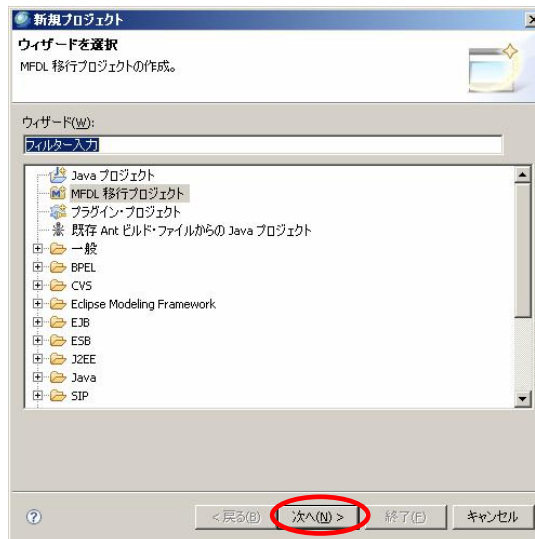 新規プロジェクト
ウィザードを選択
MFDL 移行プロジェクトの作成。
ウィザード(W):
フィルター入力
Java プロジェクト
MFDL 移行プロジェクト
プラグイン・プロジェクト
既存 Ant ビルド・ファイルからの Java プロジェクト
一般
BPEL
CVS
Eclipse Modeling Framework
EJB
ESB
J2EE
Java
SIP
< 戻る(B) 次へ(N) > 終了(F) キャンセル